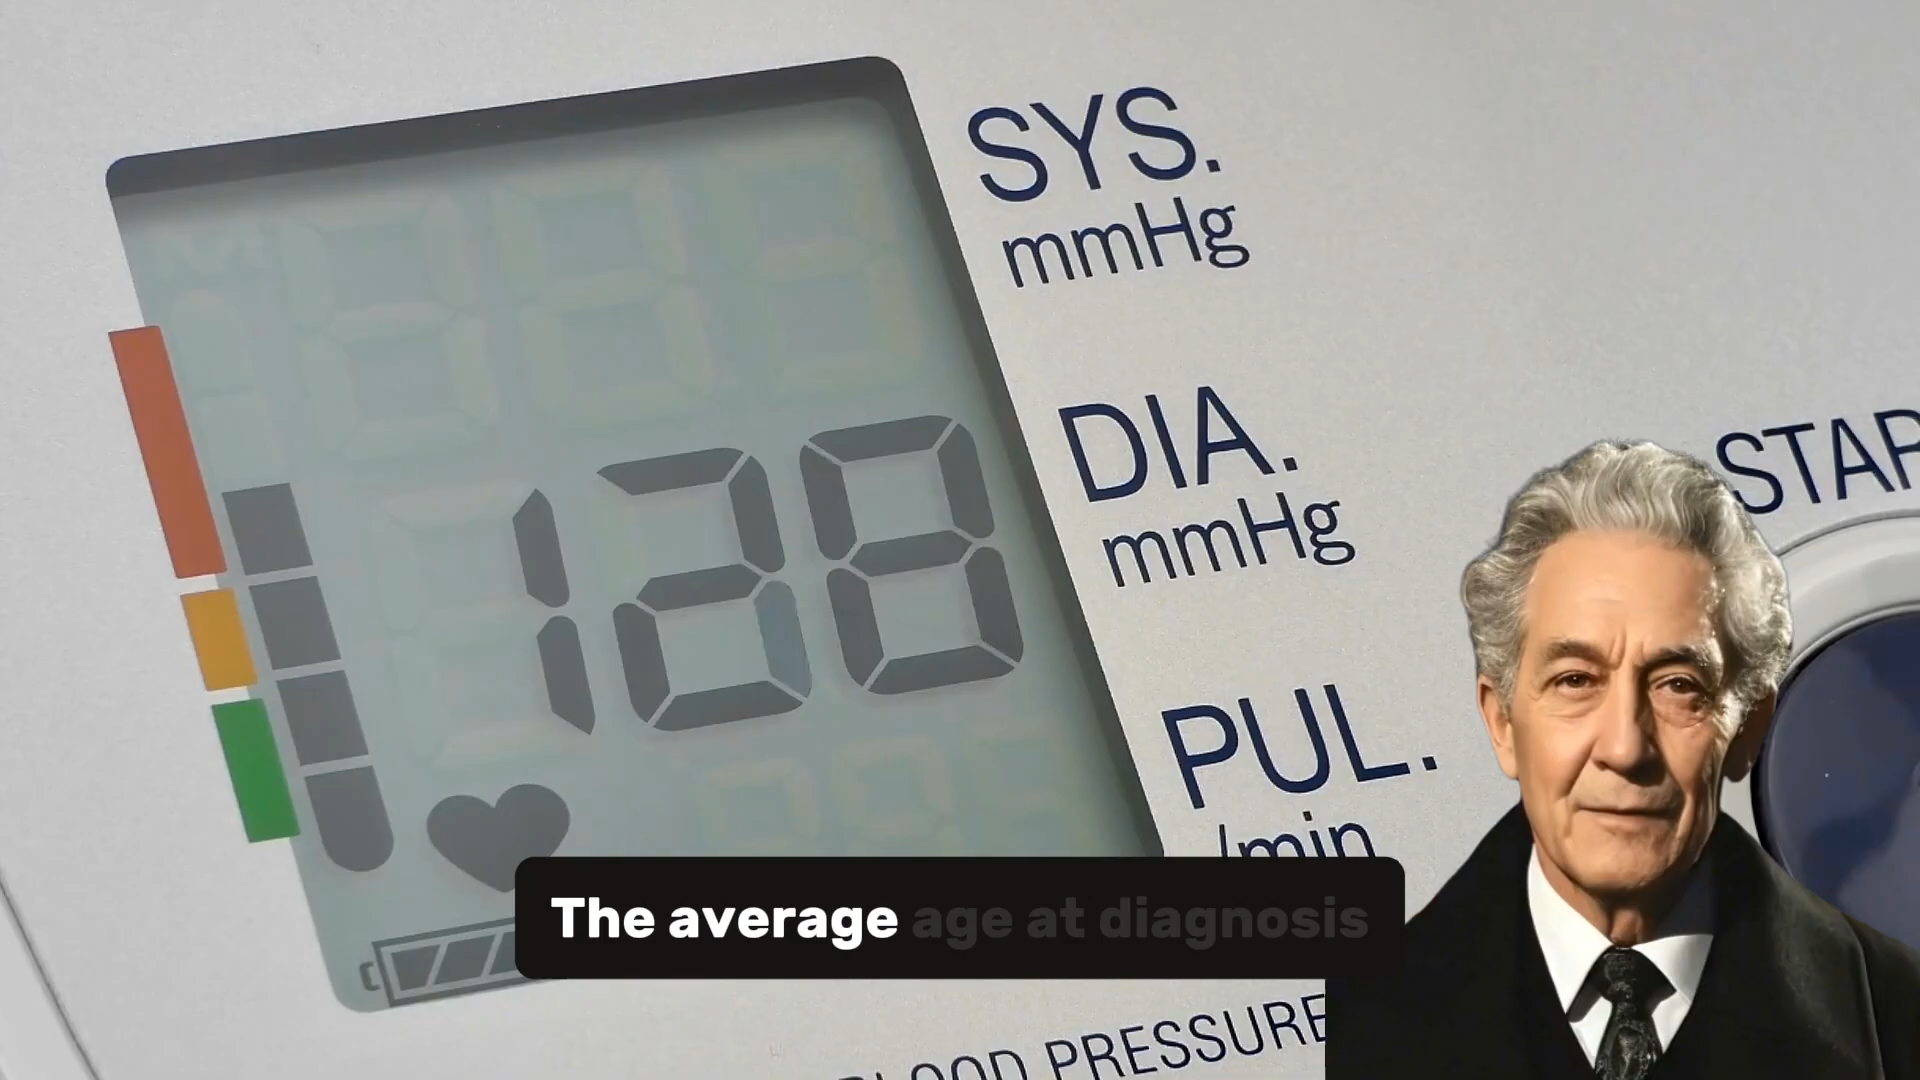 SYS.
mmHg
DIA.
mmHg
128
STAR
PUL.
/min
The average age at diagnosis
BLOOD PRESSURE